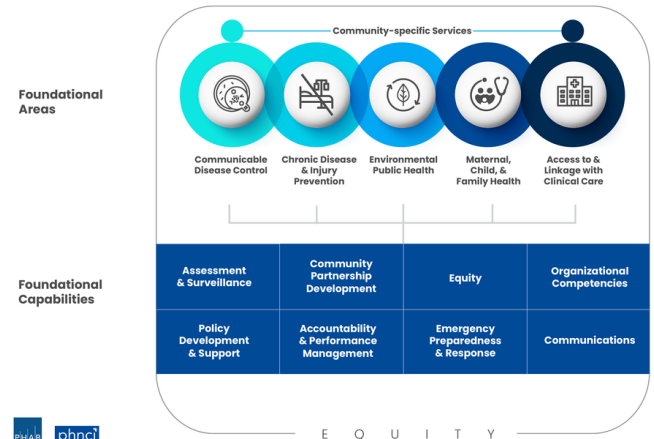 Community-specific Services
Foundational
Areas
Communicable
Disease Control
Chronic Disease
& Injury
Prevention
Environmental
Public Health
Maternal,
Child, &
Family Health
Access to &
Linkage with
Clinical Care
Foundational
Capabilities
Assessment
& Surveillance
Community
Partnership
Development
Equity
Organizational
Competencies
Policy
Development
& Support
Accountability
& Performance
Management
Emergency
Preparedness
& Response
Communications
PHAB
phnci
EQUITY